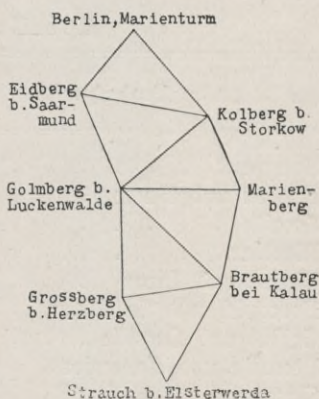 Berlin,Marienturm
Eidberg
b.Saar-
mund
Kolberg b.
Storkow
Golmberg b.
Luckenwalde
Marien-
berg
Brautberg
bei Kalau
Grossberg
b.Herzberg
Strauch b.Elsterwerda